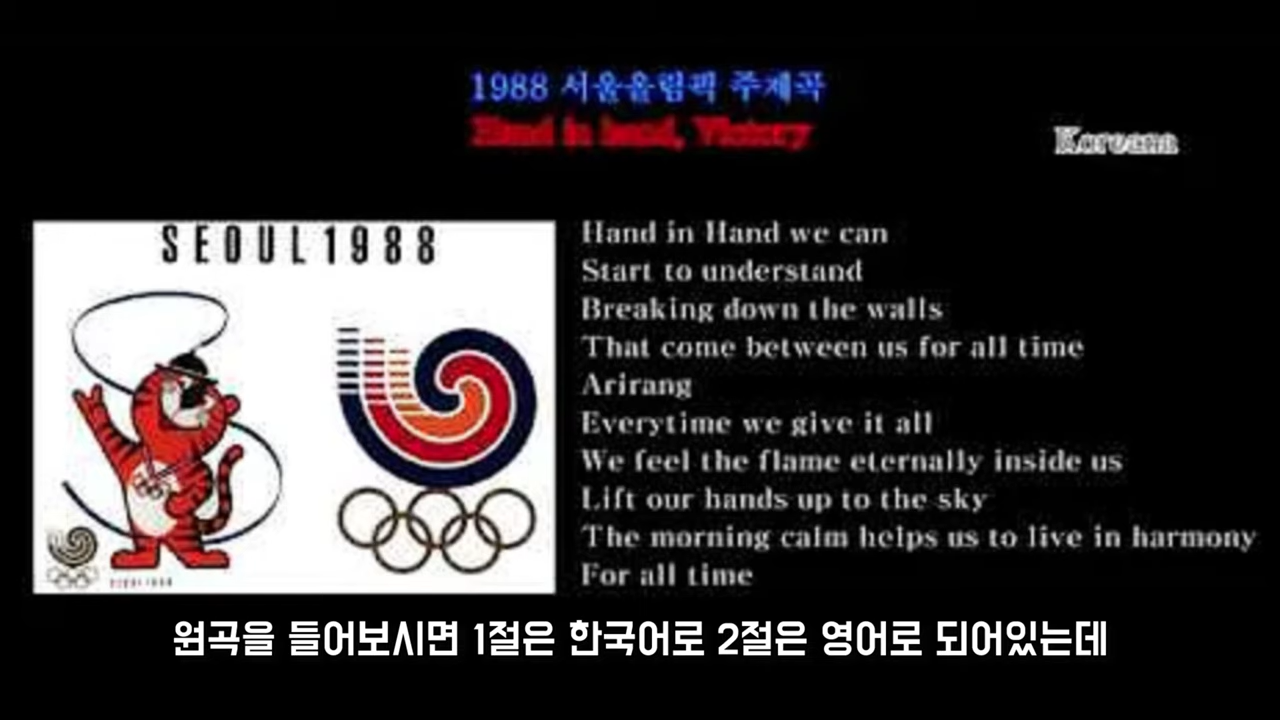 1988 서울올림픽 주제곡
Hand in hand, Victory
Koreana
SEOUL1988
Hand in Hand we can
Start to understand
Breaking down the walls
That come between us for all time
Arirang
Everytime we give it all
We feel the flame eternally inside us
Lift our hands up to the sky
The morning calm helps us to live in harmony
For all time
원곡을 들어보시면 1절은 한국어로 2절은 영어로 되어있는데